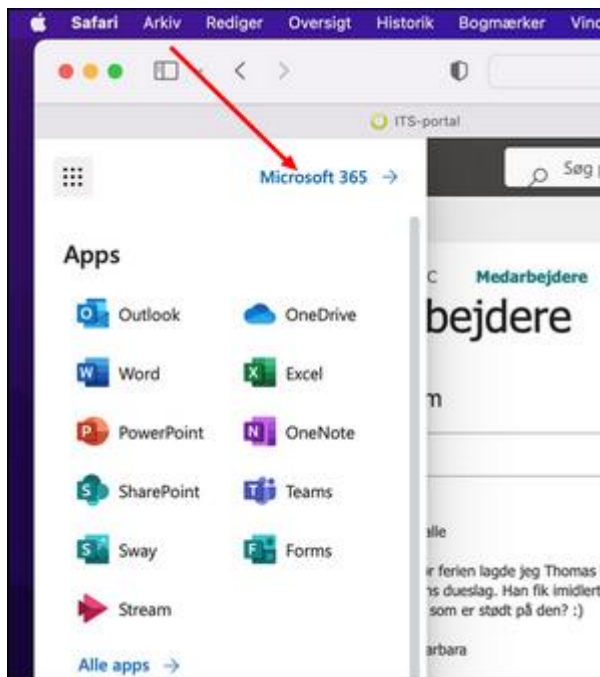 Safari Arkiv Rediger Oversigt Historik Bogmærker
ITS-portal
Microsoft 365 →
Søg
Apps
Medarbejdere
bejdere
Outlook OneDrive
Word Excel
PowerPoint OneNote
SharePoint Teams
Sway Forms
Stream
Alle apps →
alle
r ferien lagde jeg Thomas
ns dueslag. Han fik imidlert
som er stødt på den? :)
arbara